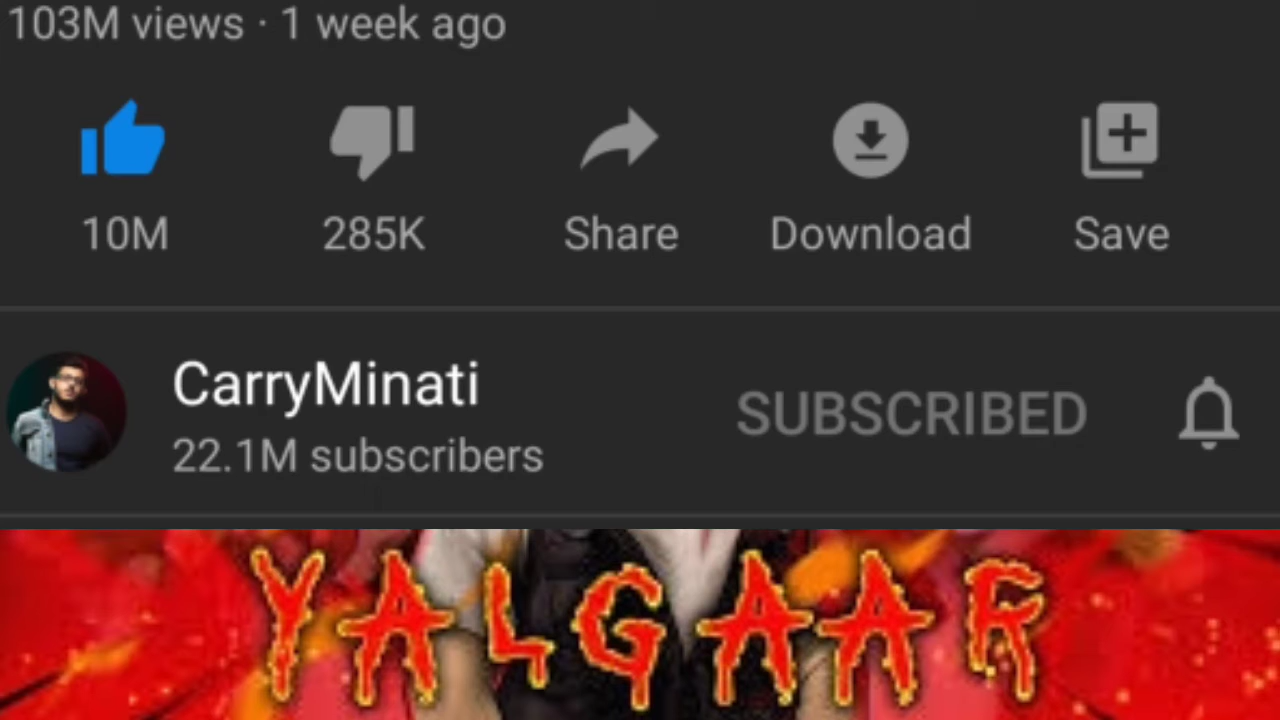 103M views · 1 week ago
10M 285K Share Download Save
CarryMinati
22.1M subscribers
SUBSCRIBED
YALGAAR